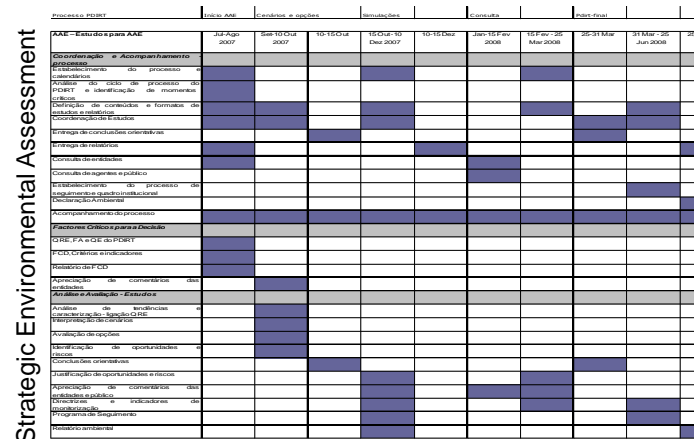 Strategic Environmental Assessment
Processo PDIRT Início AAE Cenários e opções Simulações Consulta Pdirt-final
AAE – Estudos para AAE Jul-Ago 2007 Set-10 Out 2007 10-15 Out 15 Out-10 Dez 2007 10-15 Dez Jan-15 Fev 2008 15 Fev - 25 Mar 2008 25-31 Mar 31 Mar - 25 Jun 2008
Coordenação e Acompanhamento -
processo
Estabelecimento do processo e
calendários
Análise do ciclo de processo do
PDIRT e identificação de momentos
críticos
Definição de conteúdos e formatos de
estudos e relatórios
Coordenação de Estudos
Entrega de conclusões orientativas
Entrega de relatórios
Consulta de entidades
Consulta de agentes e público
Estabelecimento do processo de
seguimento e quadro institucional
Declaração Ambiental
Acompanhamento do processo
Factores Críticos para a Decisão
QRE, FA e QE do PDIRT
FCD, Critérios e indicadores
Relatório de FCD
Apreciação de comentários das
entidades
Análise e Avaliação - Estudos
Análise de tendências e
caracterização - ligação QRE
Interpretação de cenários
Avaliação de opções
Identificação de oportunidades e
riscos
Conclusões orientativas
Justificação de oportunidades e riscos
Apreciação de comentários das
entidades e público
Directrizes e indicadores de
monitorização
Programa de Seguimento
Relatório ambiental